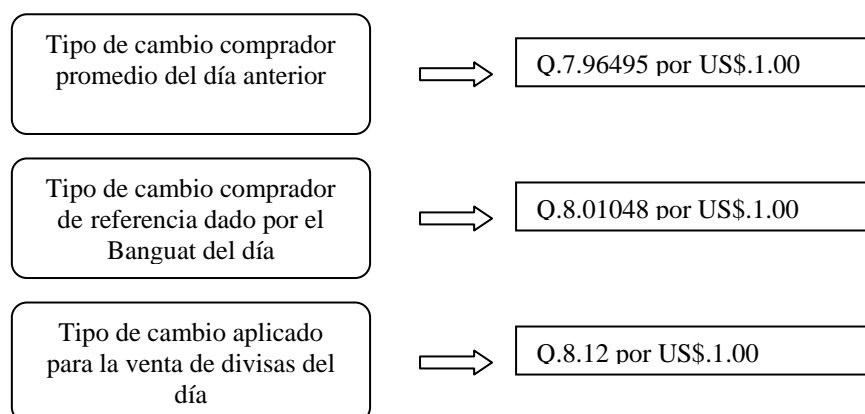 Tipo de cambio comprador
promedio del día anterior
Q.7.96495 por US$.1.00
Tipo de cambio comprador
de referencia dado por el
Banguat del día
Q.8.01048 por US$.1.00
Tipo de cambio aplicado
para la venta de divisas del
día
Q.8.12 por US$.1.00